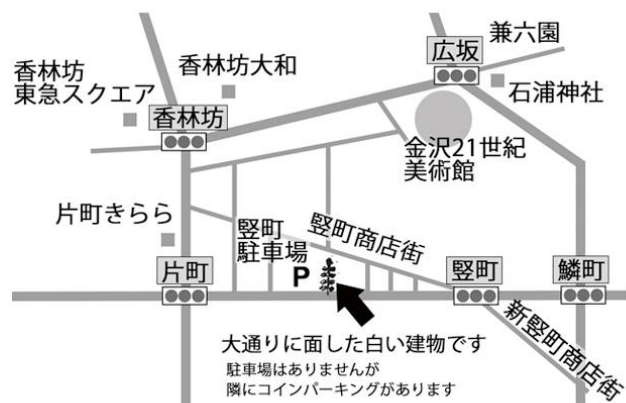 兼六園
広坂
香林坊
東急スクエア
香林坊大和
石浦神社
香林坊
金沢21世紀
美術館
片町きらら
竪町
駐車場
竪町商店街
P
片町
竪町
鱗町
新竪町商店街
大通りに面した白い建物です
駐車場はありませんが
隣にコインパーキングがあります